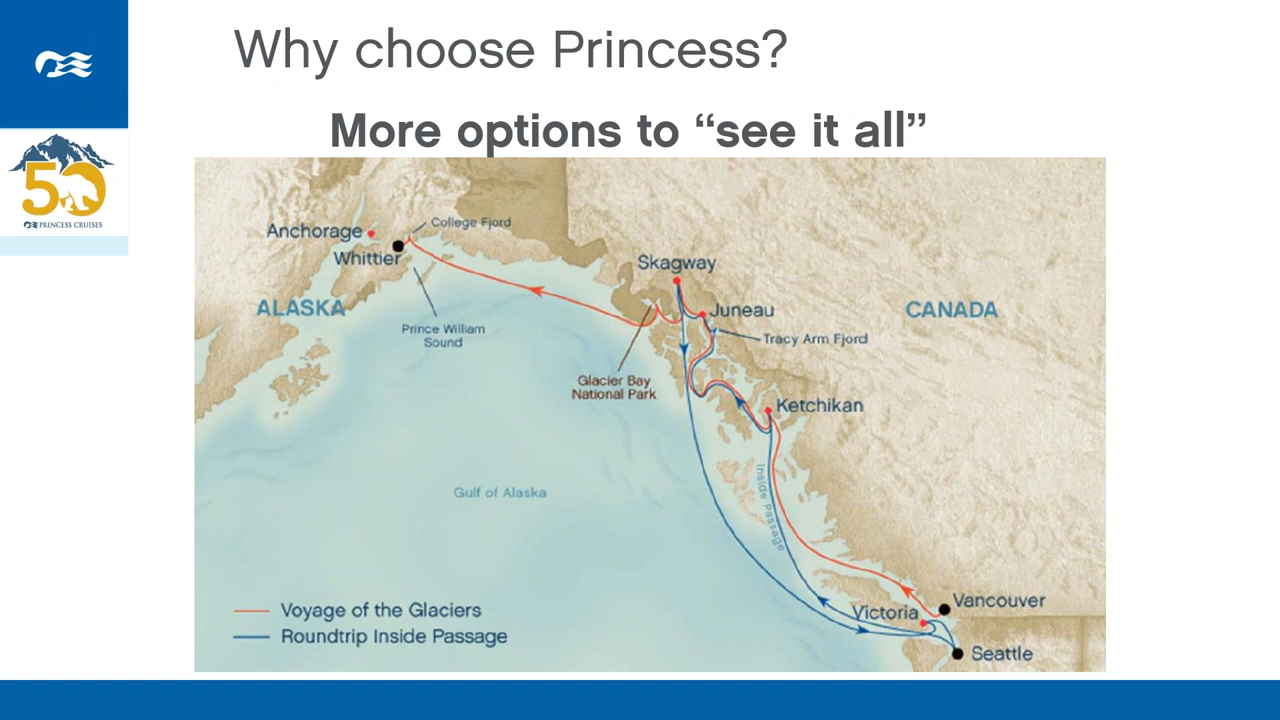 Why choose Princess?
More options to “see it all”
50
PRINCESS CRUISES
College Fjord
Anchorage
Whittier
Skagway
ALASKA
Juneau
CANADA
Prince William
Sound
Tracy Arm Fjord
Glacier Bay
National Park
Ketchikan
Inside Passage
Gulf of Alaska
Voyage of the Glaciers
Roundtrip Inside Passage
Vancouver
Victoria
Seattle